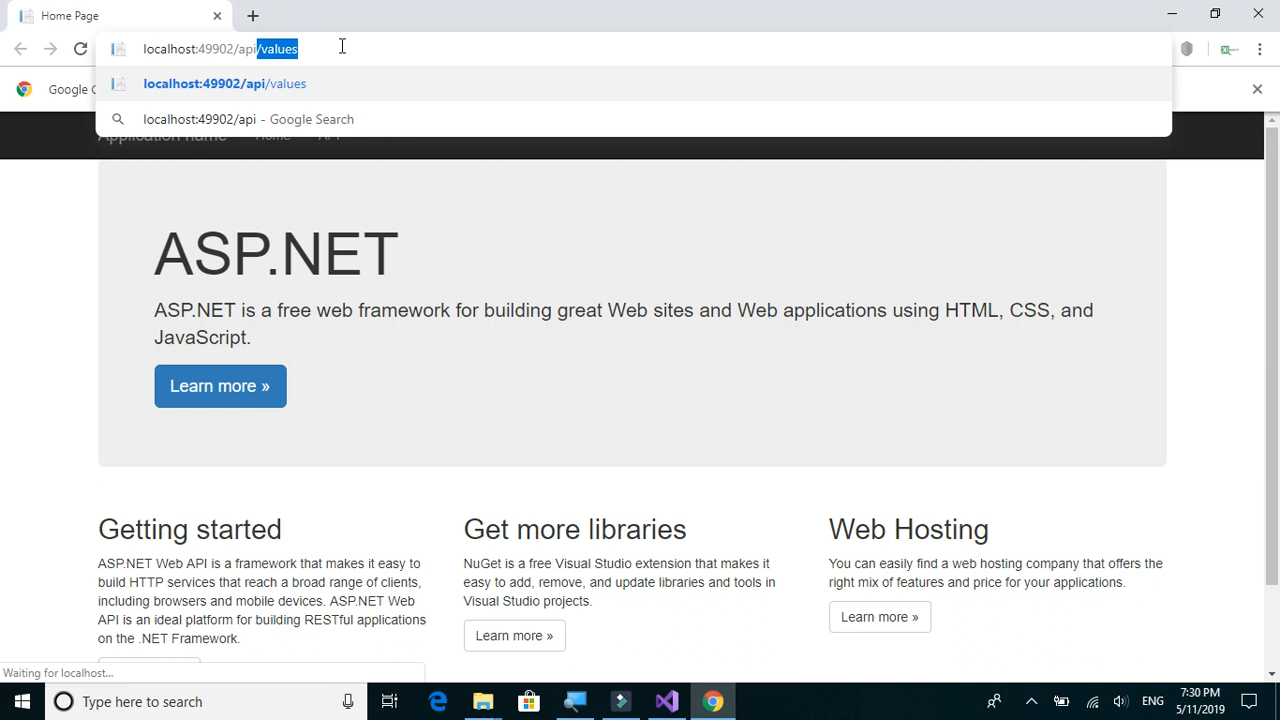 Home Page
localhost:49902/api/values
localhost:49902/api/values
Google
localhost:49902/api - Google Search
Application name Home API
ASP.NET
ASP.NET is a free web framework for building great Web sites and Web applications using HTML, CSS, and
JavaScript.
Learn more »
Getting started
ASP.NET Web API is a framework that makes it easy to
build HTTP services that reach a broad range of clients,
including browsers and mobile devices. ASP.NET Web
API is an ideal platform for building RESTful applications
on the .NET Framework.
Get more libraries
NuGet is a free Visual Studio extension that makes it
easy to add, remove, and update libraries and tools in
Visual Studio projects.
Learn more »
Web Hosting
You can easily find a web hosting company that offers the
right mix of features and price for your applications.
Learn more »
Waiting for localhost...
Type here to search
ENG
7:30 PM
5/11/2019